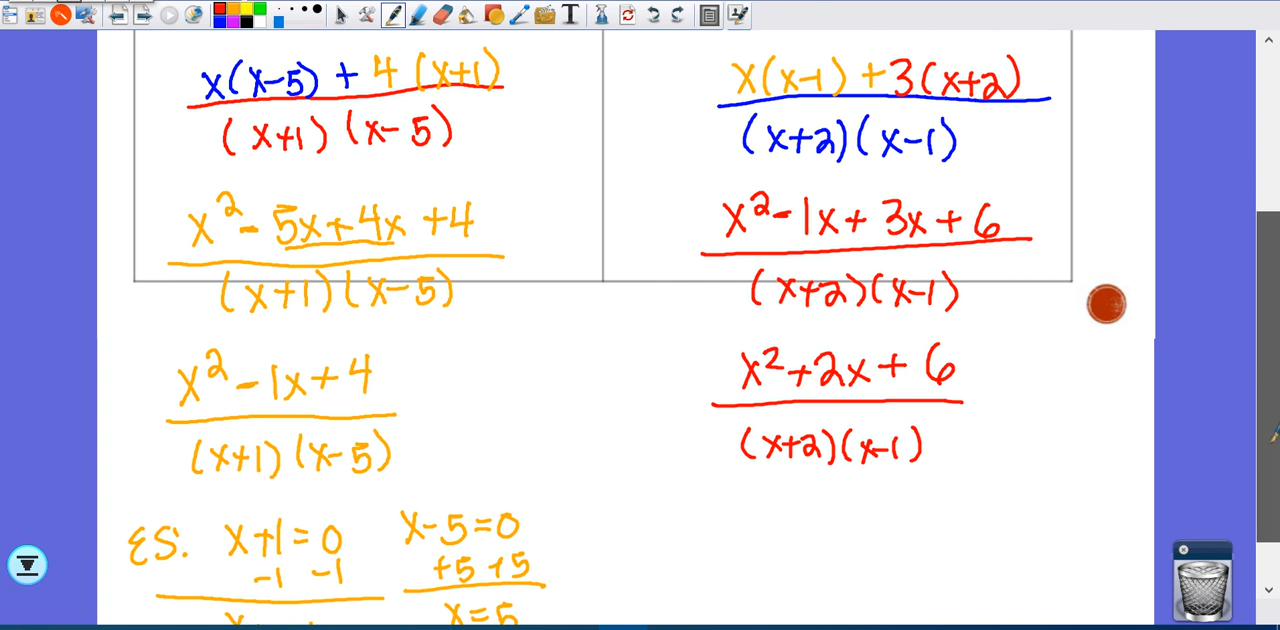 x(x-5) + 4 (x+1)
(x+1) (x-5)
x² - 5x + 4x + 4
(x+1)(x-5)
x² - 1x + 4
(x+1)(x-5)
ES. x+1=0 x-5=0
-1 -1 +5 +5
x=5
x(x-1) + 3(x+2)
(x+2)(x-1)
x² - 1x + 3x + 6
(x+2)(x-1)
x² + 2x + 6
(x+2)(x-1)